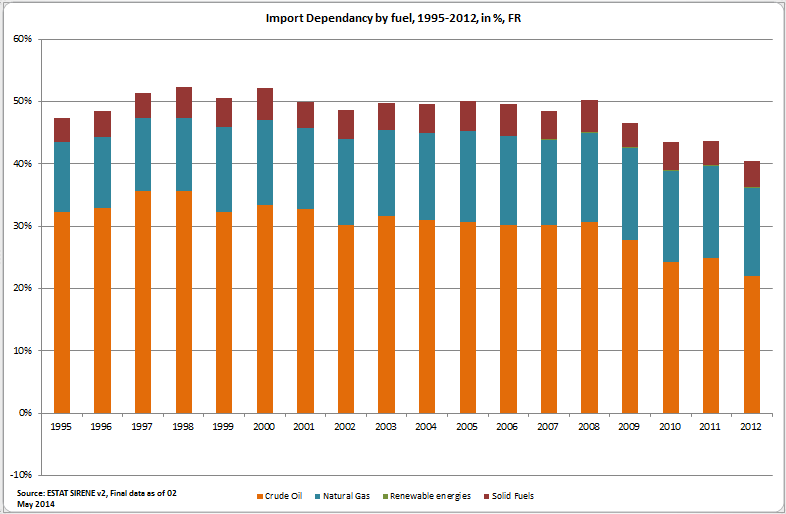 Import Dependancy by fuel, 1995-2012, in %, FR
60%
50%
40%
30%
20%
10%
0%
-10%
1995 1996 1997 1998 1999 2000 2001 2002 2003 2004 2005 2006 2007 2008 2009 2010 2011 2012
Source: ESTAT SIRENE v2, Final data as of 02
May 2014
Crude Oil Natural Gas Renewable energies Solid Fuels